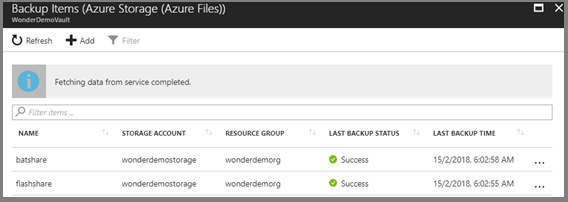 Backup Items (Azure Storage (Azure Files))
WonderDemoVault
Refresh Add Filter
Fetching data from service completed.
Filter items ...
NAME STORAGE ACCOUNT RESOURCE GROUP LAST BACKUP STATUS LAST BACKUP TIME
batshare wonderdemostorage wonderdemorg Success 15/2/2018, 6:02:58 AM ...
flashshare wonderdemostorage wonderdemorg Success 15/2/2018, 6:02:55 AM ...